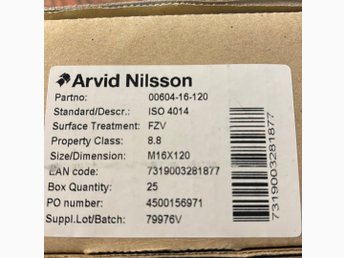 Arvid Nilsson
Partno: 00604-16-120
Standard/Descr.: ISO 4014
Surface Treatment: FZV
Property Class: 8.8
Size/Dimension: M16X120
EAN code: 7319003281877
Box Quantity: 25
PO number: 4500156971
Suppl.Lot/Batch: 79976V
7319003281877